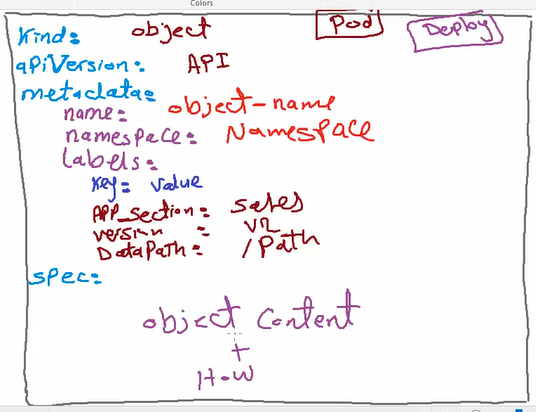 Colors
Pod Deploy
kind: object
apiVersion: API
metadata:
name: object-name
namespace: Namespace
labels:
key: value
APP_section: sales
version : V2
DataPath: /Path
spec:
object Content
+
H-W